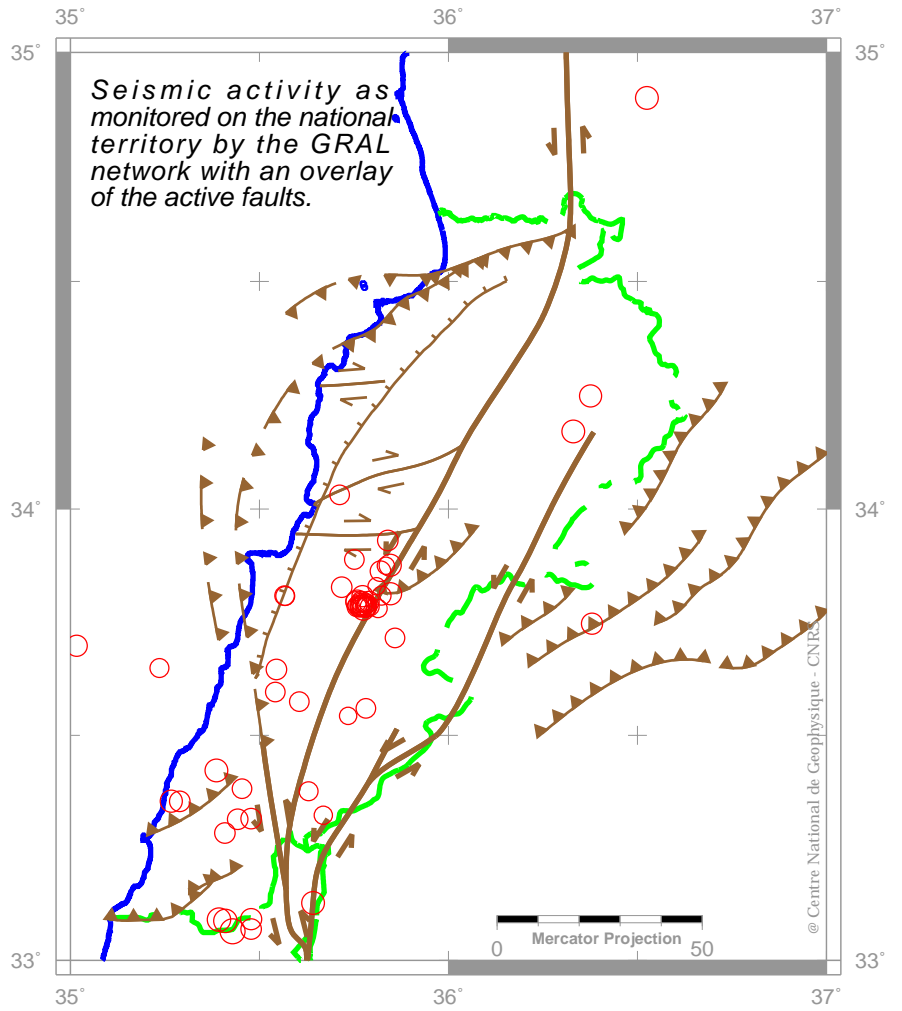 35˚ 36˚ 37˚
35˚ 35˚
Seismic activity as
monitored on the national
territory by the GRAL
network with an overlay
of the active faults.
34˚ 34˚
@ Centre National de Geophysique - CNRS
Mercator Projection
0 50
33˚ 33˚
35˚ 36˚ 37˚